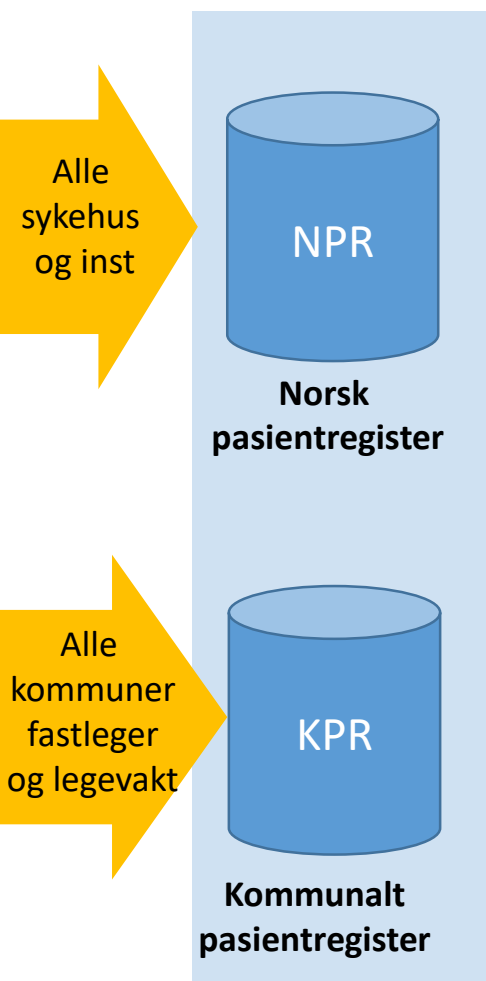 Alle
sykehus
og inst
NPR
Norsk
pasientregister
Alle
kommuner
fastleger
og legevakt
KPR
Kommunalt
pasientregister